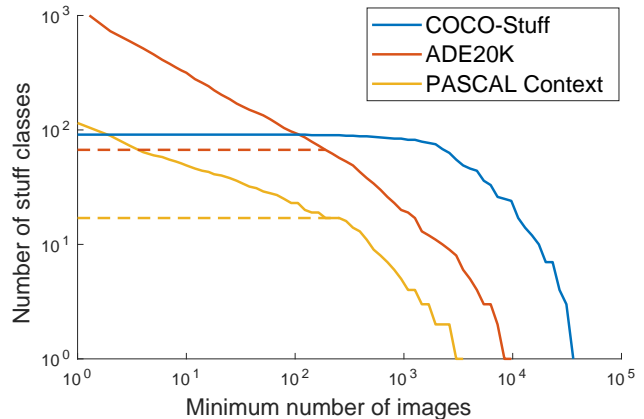 COCO-Stuff
ADE20K
PASCAL Context
Number of stuff classes
10^3
10^2
10^1
10^0
10^0 10^1 10^2 10^3 10^4 10^5
Minimum number of images